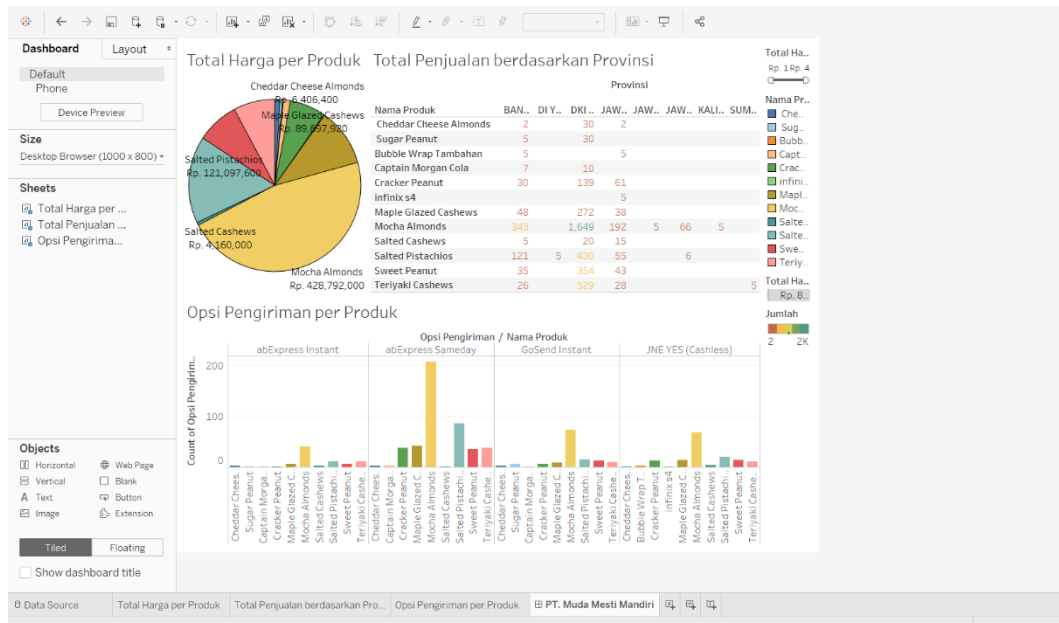 Dashboard
Layout
Default
Phone
Device Preview
Size
Desktop Browser (1000 x 800)
Sheets
Total Harga per ...
Total Penjualan ...
Opsi Pengirima...
Objects
Horizontal
Web Page
Vertical
Blank
A Text
Button
Image
Extension
Tiled
Floating
Show dashboard title
Total Harga per Produk
Cheddar Cheese Almonds
Rp. 6,406,400
Maple Glazed Cashews
Rp. 89,697,920
Salted Pistachios
Rp. 121,097,600
Salted Cashews
Rp. 4,160,000
Mocha Almonds
Rp. 428,792,000
Total Penjualan berdasarkan Provinsi
Provinsi
Nama Produk BAN.. DI Y.. DKI .. JAW.. JAW.. JAW.. KALI.. SUM..
Cheddar Cheese Almonds 2 30 2
Sugar Peanut 5 30
Bubble Wrap Tambahan 5 5
Captain Morgan Cola 7 10
Cracker Peanut 30 139 61
infinix s4 5
Maple Glazed Cashews 48 272 38
Mocha Almonds 343 1,649 192 5 66 5
Salted Cashews 5 20 15
Salted Pistachios 121 5 430 55 6
Sweet Peanut 35 354 43
Teriyaki Cashews 26 529 28 5
Total Ha..
Rp. 1 Rp. 4
Nama Pr..
Che..
Sug..
Bubb..
Capt..
Crac..
infini..
Mapl..
Moc..
Salte..
Salte..
Swe..
Teriy..
Total Ha..
Rp. 8..
Jumlah
2 2K
Opsi Pengiriman per Produk
Opsi Pengiriman / Nama Produk
abExpress Instant
abExpress Sameday
GoSend Instant
JNE YES (Cashless)
Count of Opsi Pengirim..
200
100
0
Cheddar Chees..
Sugar Peanut
Captain Morga..
Cracker Peanut
Maple Glazed C..
Mocha Almonds
Salted Cashews
Salted Pistachi..
Sweet Peanut
Teriyaki Cashe..
Cheddar Chees..
Captain Morga..
Cracker Peanut
Maple Glazed C..
Mocha Almonds
Salted Cashews
Salted Pistachi..
Sweet Peanut
Teriyaki Cashe..
Cheddar Chees..
Sugar Peanut
Captain Morga..
Cracker Peanut
Maple Glazed C..
Mocha Almonds
Salted Pistachi..
Sweet Peanut
Teriyaki Cashe..
Cheddar Chees..
Bubble Wrap T..
Cracker Peanut
infinix s4
Maple Glazed C..
Mocha Almonds
Salted Cashews
Salted Pistachi..
Sweet Peanut
Teriyaki Cashe..
Data Source
Total Harga per Produk
Total Penjualan berdasarkan Pro...
Opsi Pengiriman per Produk
PT. Muda Mesti Mandiri